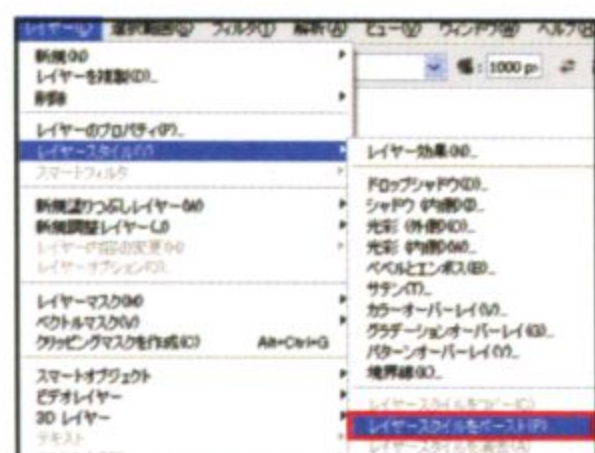 レイヤー(L) 選択範囲(S) フィルタ(T) 解析(A) ビュー(V) ウィンドウ(W) ヘルプ(H)
幅: 1000 px
新規(N)
レイヤーを複製(D)...
削除
レイヤーのプロパティ(P)...
レイヤースタイル(Y)
スマートフィルタ
新規塗りつぶしレイヤー(W)
新規調整レイヤー(J)
レイヤー内容の変更(H)
レイヤーオプション(O)...
レイヤーマスク(M)
ベクトルマスク(V)
クリッピングマスクを作成(C) Alt+Ctrl+G
スマートオブジェクト
ビデオレイヤー
3D レイヤー
テキスト
レイヤー効果(N)...
ドロップシャドウ(D)...
シャドウ (内側)(I)...
光彩 (外側)(O)...
光彩 (内側)(W)...
ベベルとエンボス(B)...
サテン(T)...
カラーオーバーレイ(V)...
グラデーションオーバーレイ(G)...
パターンオーバーレイ(Y)...
境界線(K)...
レイヤースタイルをコピー(C)
レイヤースタイルをペースト(P)
レイヤースタイルを消去(A)